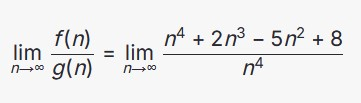 lim n→∞ f(n)/g(n) = lim n→∞ (n⁴ + 2n³ – 5n² + 8)/n⁴